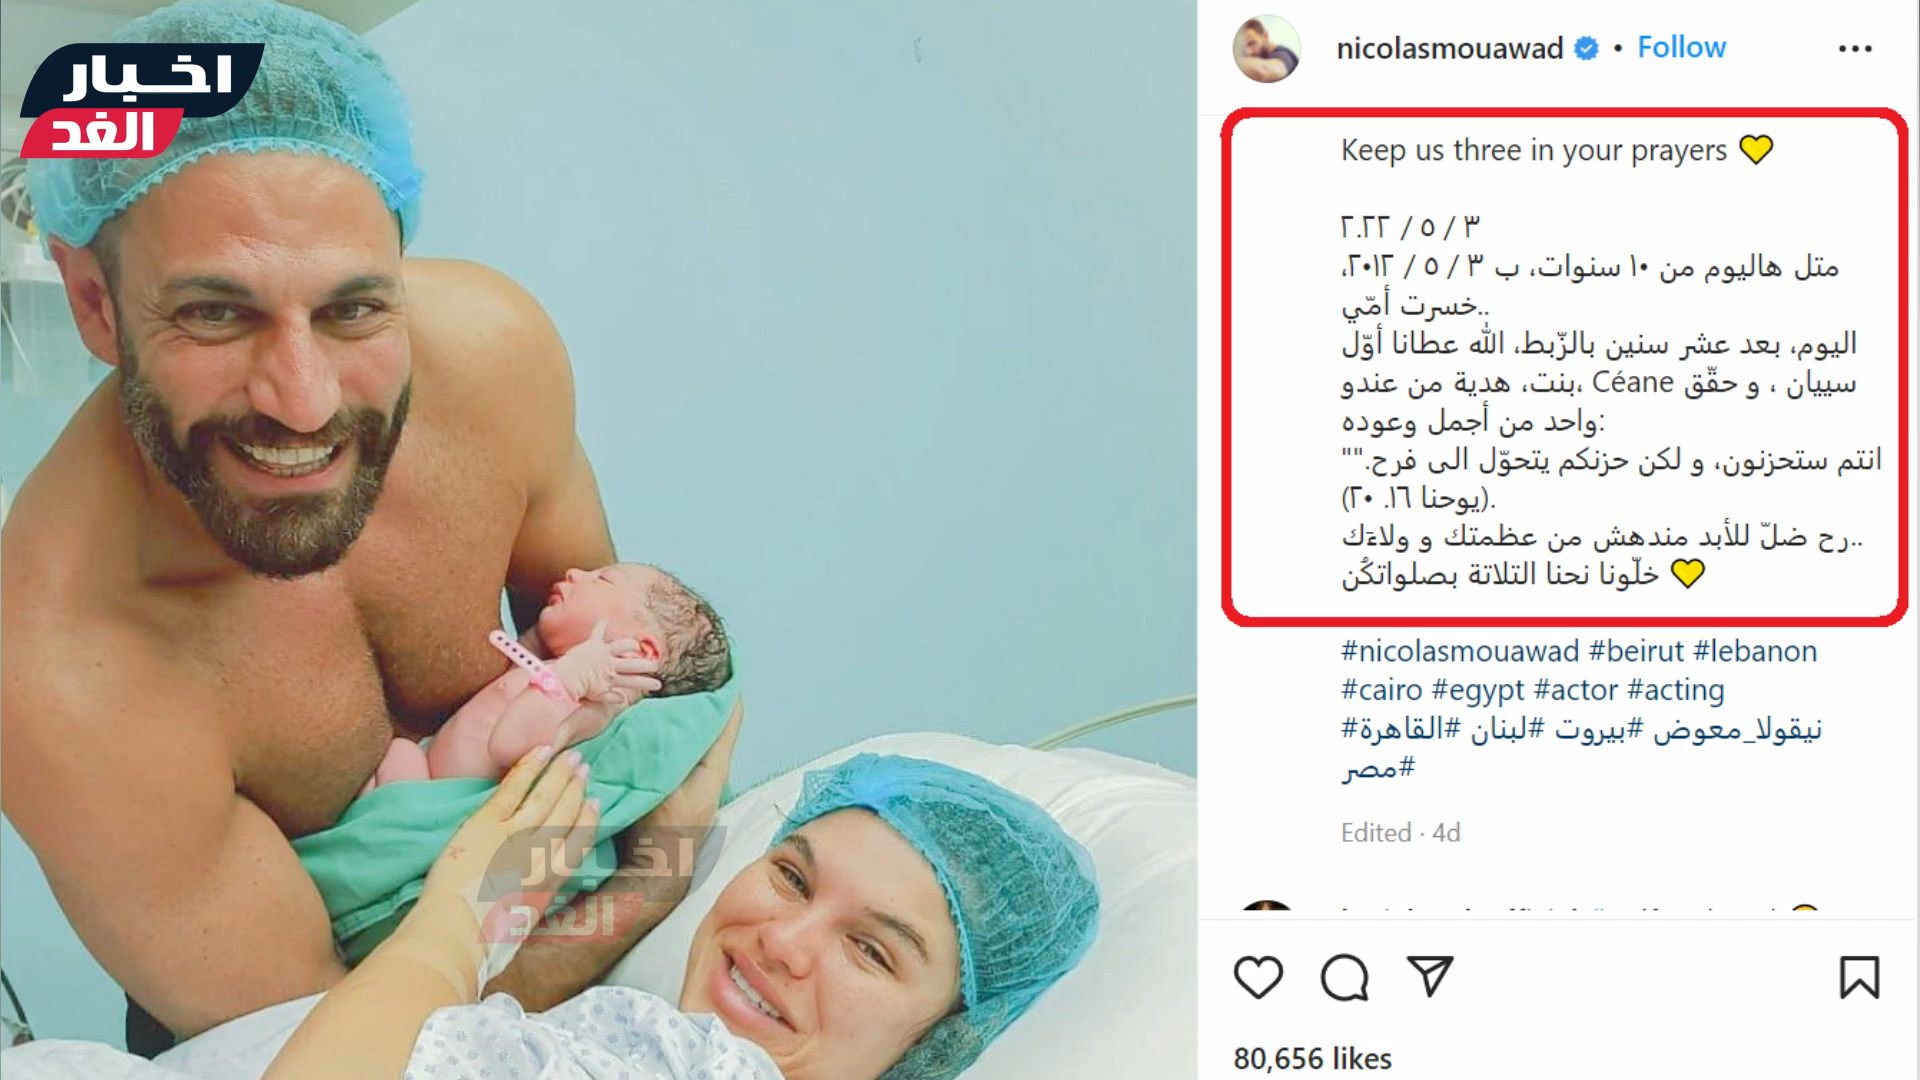 اخبار
الغد
nicolasmouawad • Follow
Keep us three in your prayers 💛
٣ / ٥ / ٢.٢٢
متل هاليوم من ١٠ سنوات، ب ٣ / ٥ / ٢٠١٢،
خسرت أمّي..
اليوم، بعد عشر سنين بالزّبط، الله عطانا أوّل
بنت، هدية من عندو، Céane سييان ، و حقّق
واحد من أجمل وعوده:
"انتم ستحزنون، و لكن حزنكم يتحوّل الى فرح."
(يوحنا ١٦. ٢٠).
رح ضلّ للأبد مندهش من عظمتك و ولاءَك..
خلّونا نحنا التلاتة بصلواتكُن 💛
#nicolasmouawad #beirut #lebanon
#cairo #egypt #actor #acting
#نيقولا_معوض #بيروت #لبنان #القاهرة
#مصر
Edited · 4d
80,656 likes
اخبار
الغد